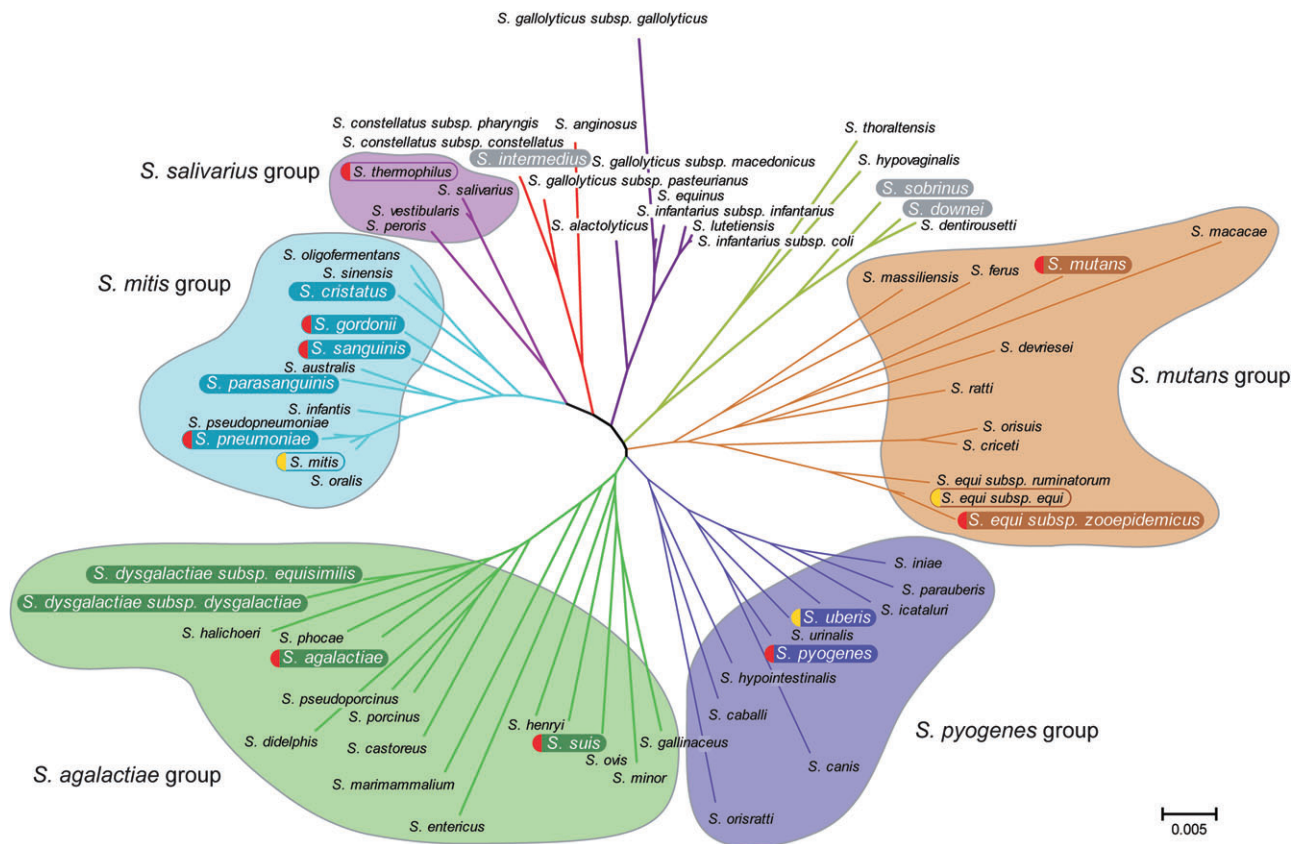 S. gallolyticus subsp. gallolyticus
S. constellatus subsp. pharyngis
S. anginosus
S. thoraltensis
S. constellatus subsp. constellatus
S. intermedius
S. gallolyticus subsp. macedonicus
S. hypovaginalis
S. salivarius group
S. thermophilus
S. gallolyticus subsp. pasteurianus
S. sobrinus
S. salivarius
S. equinus
S. vestibularis
S. infantarius subsp. infantarius
S. downei
S. peroris
S. alactolyticus
S. lutetiensis
S. dentirousetti
S. infantarius subsp. coli
S. macacae
S. oligofermentans
S. sinensis
S. mitis group
S. cristatus
S. massiliensis
S. ferus
S. mutans
S. gordonii
S. sanguinis
S. devriesei
S. australis
S. mutans group
S. parasanguinis
S. ratti
S. infantis
S. pseudopneumoniae
S. orisuis
S. pneumoniae
S. criceti
S. mitis
S. oralis
S. equi subsp. ruminatorum
S. equi subsp. equi
S. equi subsp. zooepidemicus
S. iniae
S. dysgalactiae subsp. equisimilis
S. parauberis
S. dysgalactiae subsp. dysgalactiae
S. icataluri
S. uberis
S. halichoeri
S. phocae
S. urinalis
S. agalactiae
S. pyogenes
S. hypointestinalis
S. pseudoporcinus
S. caballi
S. porcinus
S. henryi
S. pyogenes group
S. didelphis
S. castoreus
S. suis
S. gallinaceus
S. ovis
S. canis
S. agalactiae group
S. marimammalium
S. minor
S. orisratti
S. entericus
0.005